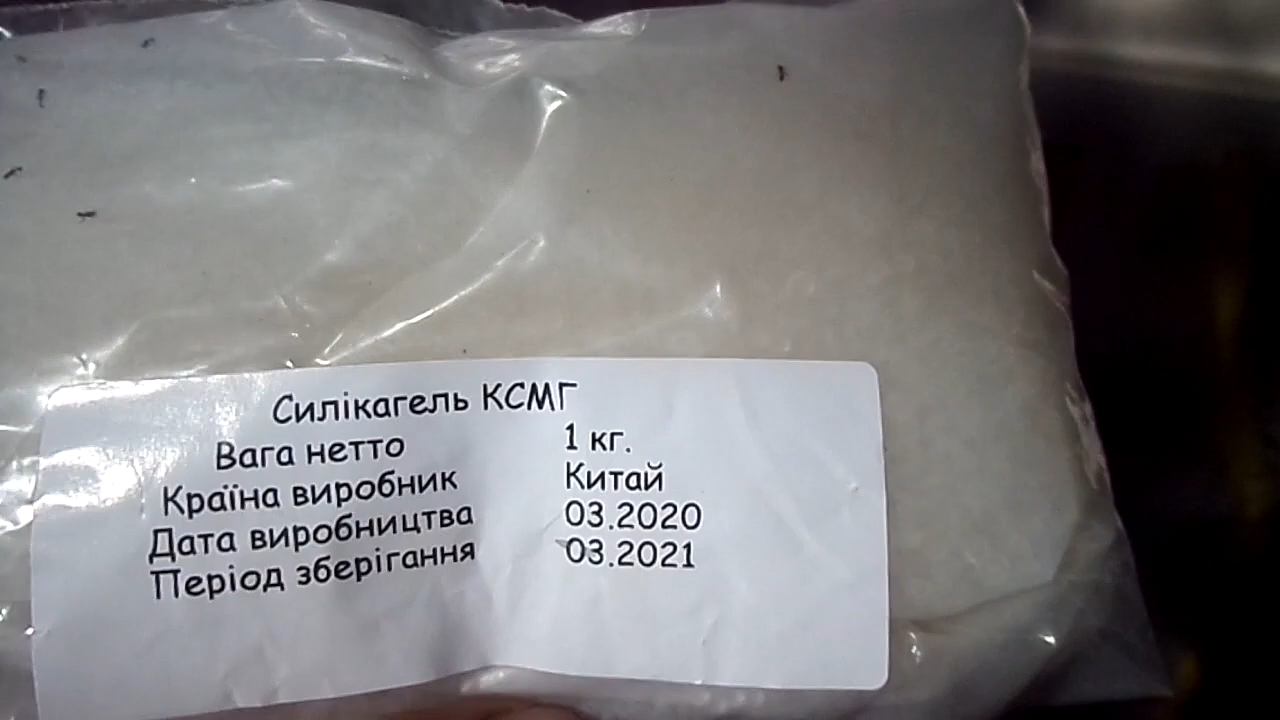 Силікагель КСМГ
Вага нетто 1 кг.
Країна виробник Китай
Дата виробництва 03.2020
Період зберігання 03.2021